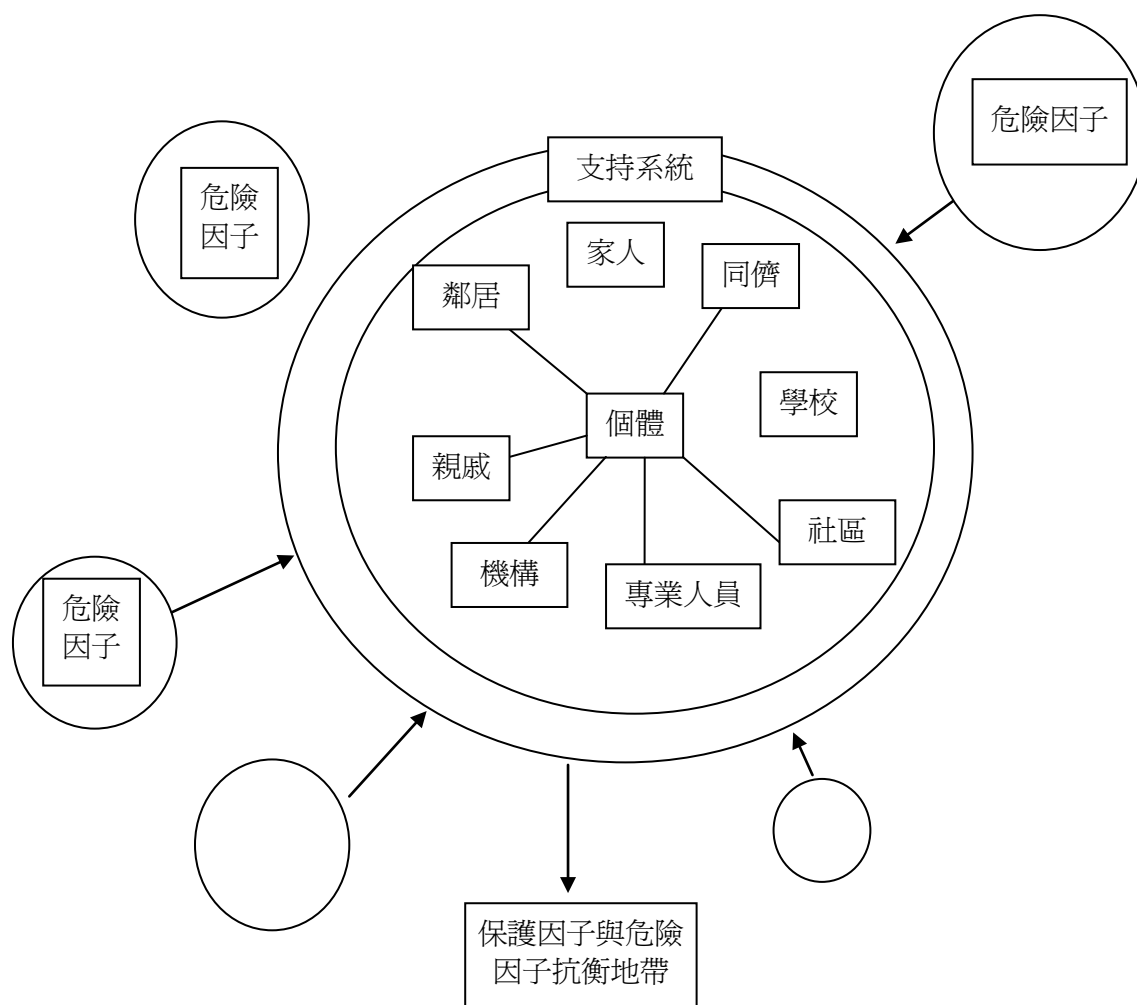 危險因子
支持系統
危險
因子
家人
同儕
鄰居
學校
個體
親戚
社區
機構
專業人員
危險
因子
保護因子與危險
因子抗衡地帶